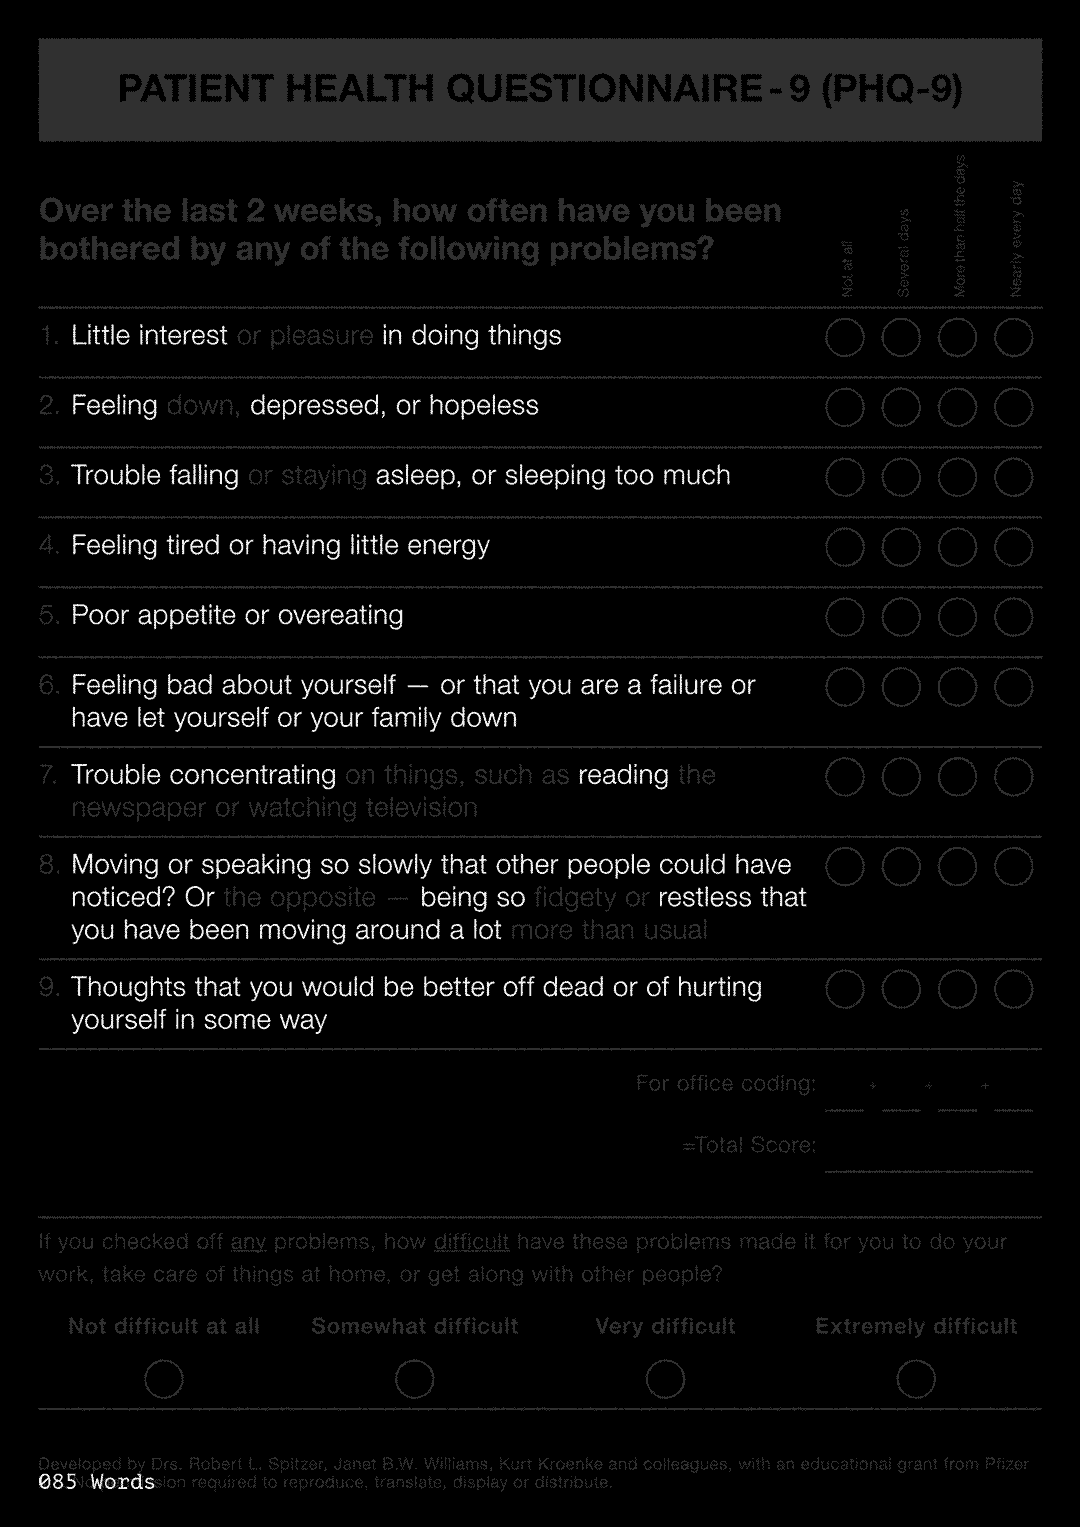 PATIENT HEALTH QUESTIONNAIRE - 9 (PHQ-9)
Over the last 2 weeks, how often have you been
bothered by any of the following problems?
Not at all
Several days
More than half the days
Nearly every day
1. Little interest or pleasure in doing things
2. Feeling down, depressed, or hopeless
3. Trouble falling or staying asleep, or sleeping too much
4. Feeling tired or having little energy
5. Poor appetite or overeating
6. Feeling bad about yourself — or that you are a failure or
have let yourself or your family down
7. Trouble concentrating on things, such as reading the
newspaper or watching television
8. Moving or speaking so slowly that other people could have
noticed? Or the opposite — being so fidgety or restless that
you have been moving around a lot more than usual
9. Thoughts that you would be better off dead or of hurting
yourself in some way
For office coding: + + +
=Total Score:
If you checked off any problems, how difficult have these problems made it for you to do your
work, take care of things at home, or get along with other people?
Not difficult at all Somewhat difficult Very difficult Extremely difficult
Developed by Drs. Robert L. Spitzer, Janet B.W. Williams, Kurt Kroenke and colleagues, with an educational grant from Pfizer
085 Words required to reproduce, translate, display or distribute.